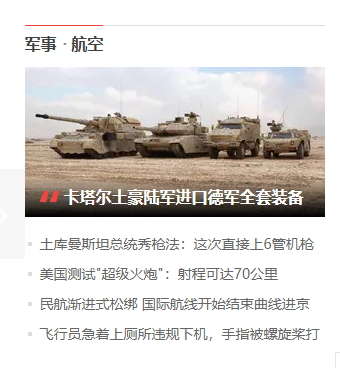 军事 · 航空
卡塔尔土豪陆军进口德军全套装备
土库曼斯坦总统秀枪法：这次直接上6管机枪
美国测试"超级火炮"：射程可达70公里
民航渐进式松绑 国际航线开始结束曲线进京
飞行员急着上厕所违规下机，手指被螺旋桨打